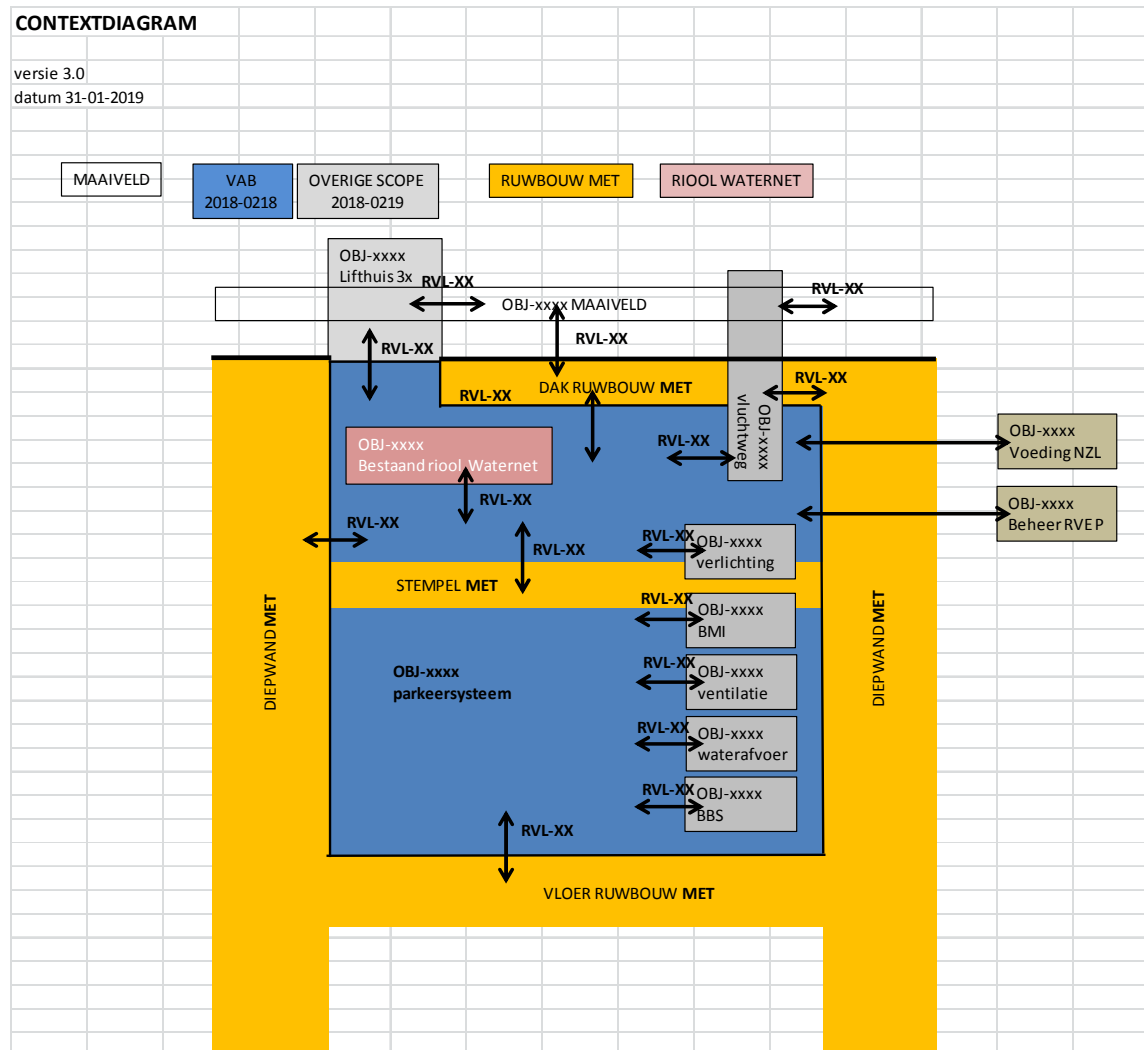 CONTEXTDIAGRAM
versie 3.0
datum 31-01-2019
MAAIVELD
VAB
2018-0218
OVERIGE SCOPE
2018-0219
RUWBOUW MET
RIOOL WATERNET
OBJ-xxxx
Lifthuis 3x
RVL-XX
OBJ-xxxx MAAIVELD
RVL-XX
RVL-XX
RVL-XX
DAK RUWBOUW MET
RVL-XX
RVL-XX
OBJ-xxxx
vluchtweg
OBJ-xxxx
Bestaand riool Waternet
RVL-XX
OBJ-xxxx
Voeding NZL
RVL-XX
OBJ-xxxx
Beheer RVE P
RVL-XX
RVL-XX
RVL-XX
OBJ-xxxx
verlichting
STEMPEL MET
RVL-XX
OBJ-xxxx
BMI
DIEPWAND MET
DIEPWAND MET
OBJ-xxxx
parkeersysteem
RVL-XX
OBJ-xxxx
ventilatie
RVL-XX
OBJ-xxxx
waterafvoer
RVL-XX
OBJ-xxxx
BBS
RVL-XX
VLOER RUWBOUW MET